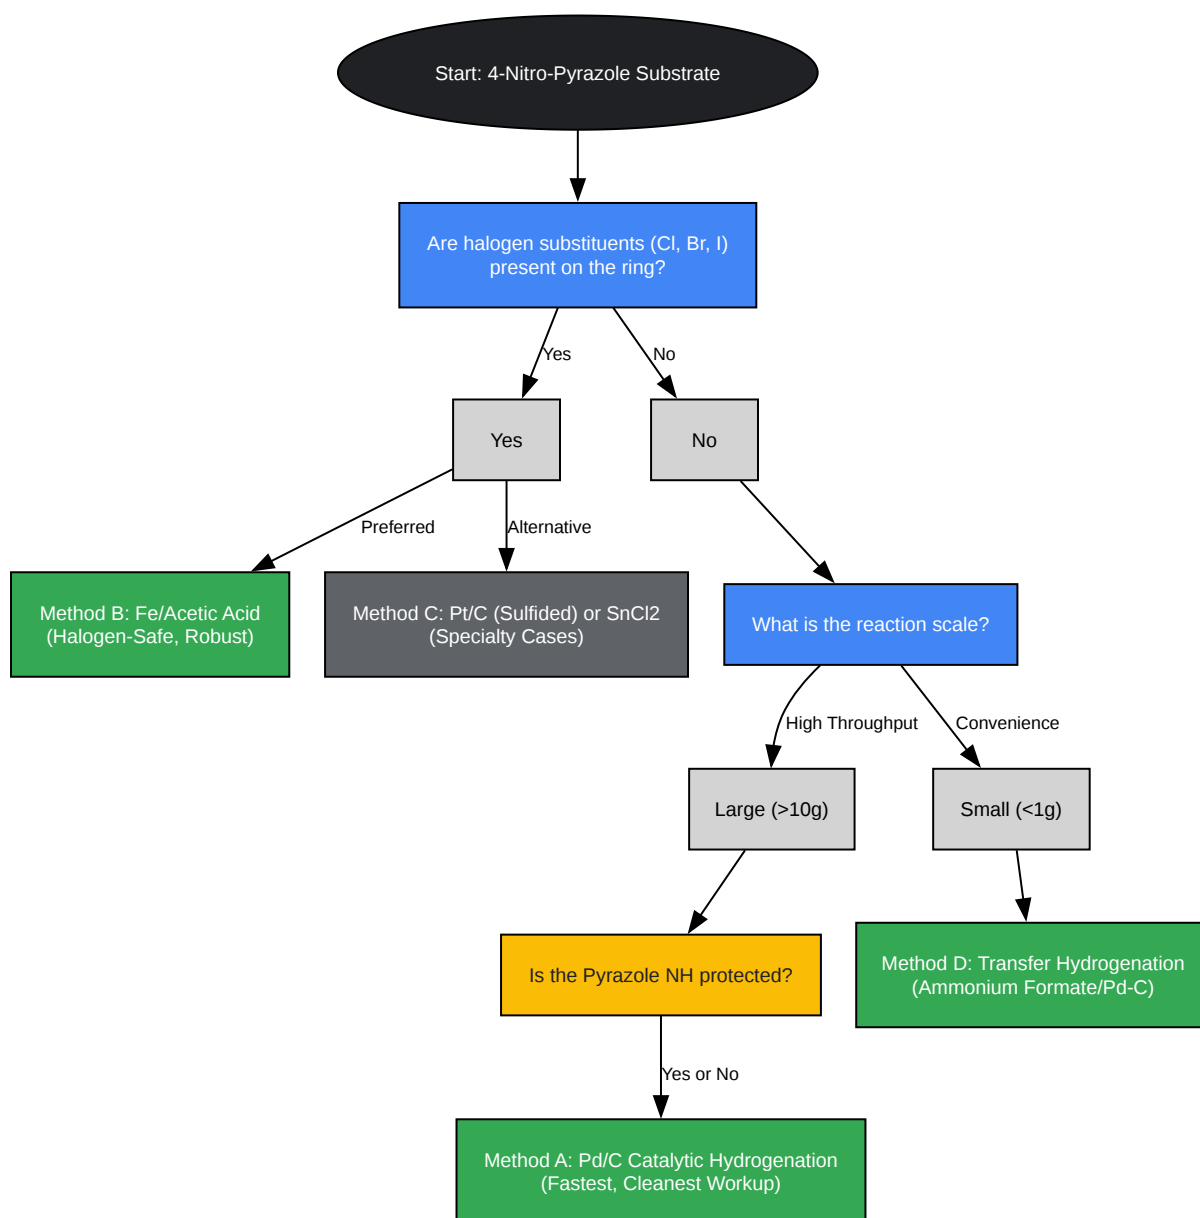 Start: 4-Nitro-Pyrazole Substrate
Are halogen substituents (Cl, Br, I)
present on the ring?
Yes
No
Yes
No
Preferred
Alternative
Method B: Fe/Acetic Acid
(Halogen-Safe, Robust)
Method C: Pt/C (Sulfided) or SnCl2
(Specialty Cases)
What is the reaction scale?
High Throughput
Convenience
Large (>10g)
Small (<1g)
Is the Pyrazole NH protected?
Method D: Transfer Hydrogenation
(Ammonium Formate/Pd-C)
Yes or No
Method A: Pd/C Catalytic Hydrogenation
(Fastest, Cleanest Workup)